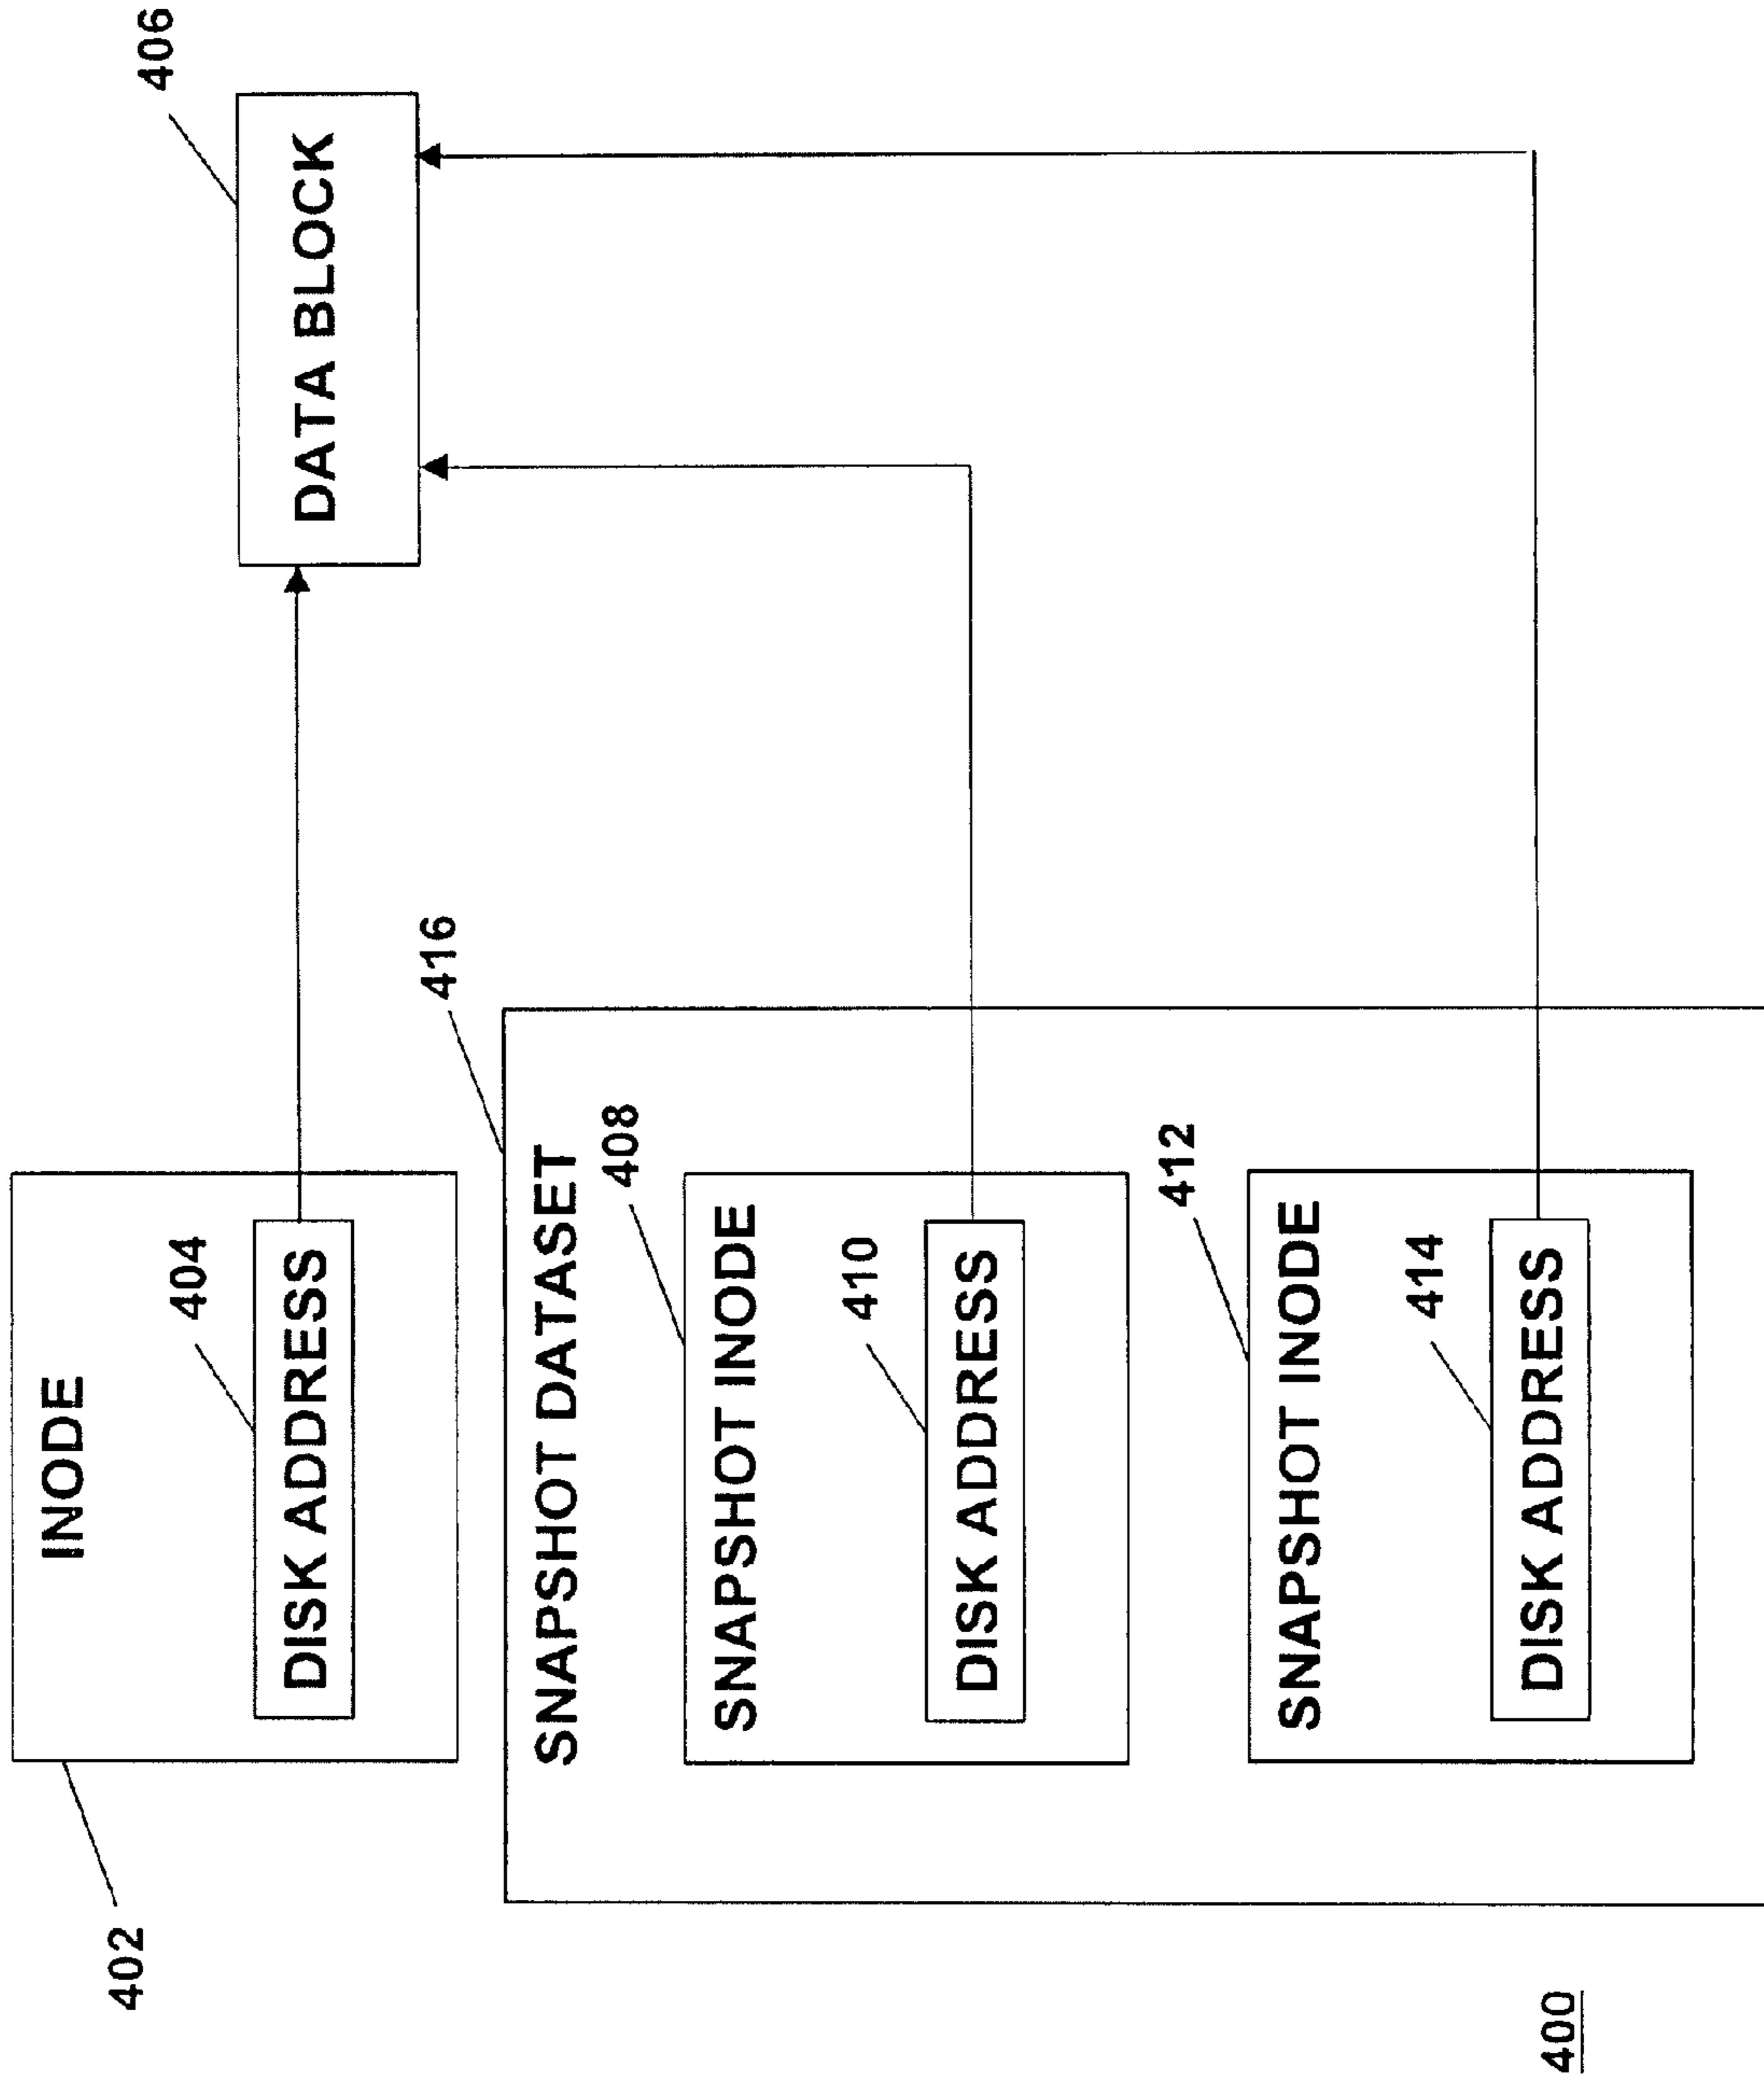 406
DATA BLOCK
INODE
404
DISK ADDRESS
402
416
SNAPSHOT DATASET
408
SNAPSHOT INODE
410
DISK ADDRESS
412
SNAPSHOT INODE
414
DISK ADDRESS
400